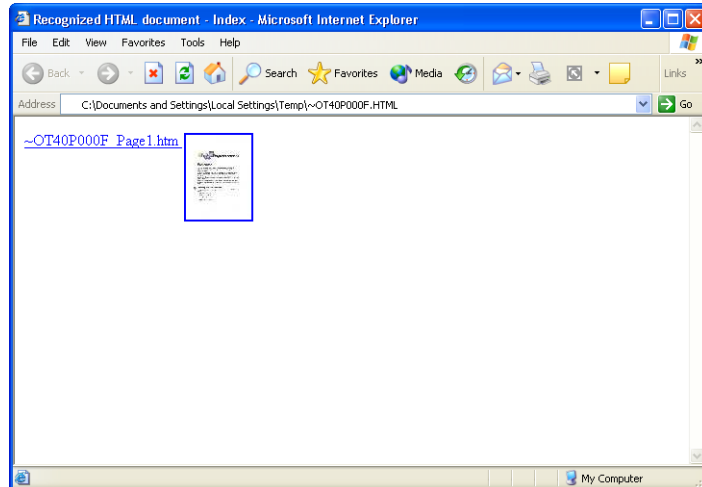 Recognized HTML document - Index - Microsoft Internet Explorer
File Edit View Favorites Tools Help
Back Search Favorites Media Links »
Address C:\Documents and Settings\Local Settings\Temp\~OT40P000F.HTML Go
~OT40P000F_Page1.htm
My Computer